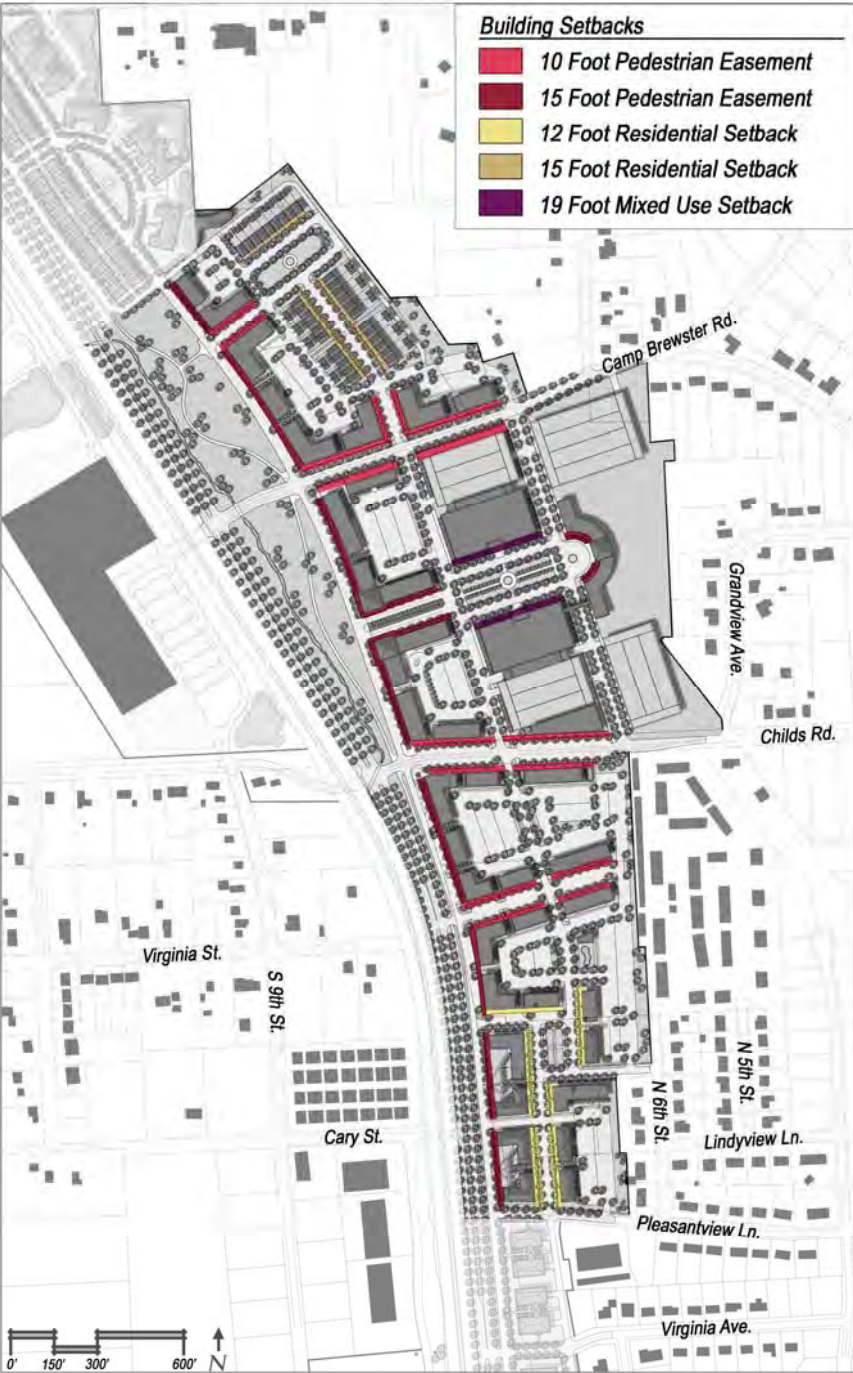 Building Setbacks
10 Foot Pedestrian Easement
15 Foot Pedestrian Easement
12 Foot Residential Setback
15 Foot Residential Setback
19 Foot Mixed Use Setback
Camp Brewster Rd.
Grandview Ave.
Childs Rd.
Virginia St.
S 9th St.
N 5th St.
N 6th St.
Cary St.
Lindyview Ln.
Pleasantview Ln.
Virginia Ave.
0' 150' 300' 600' N